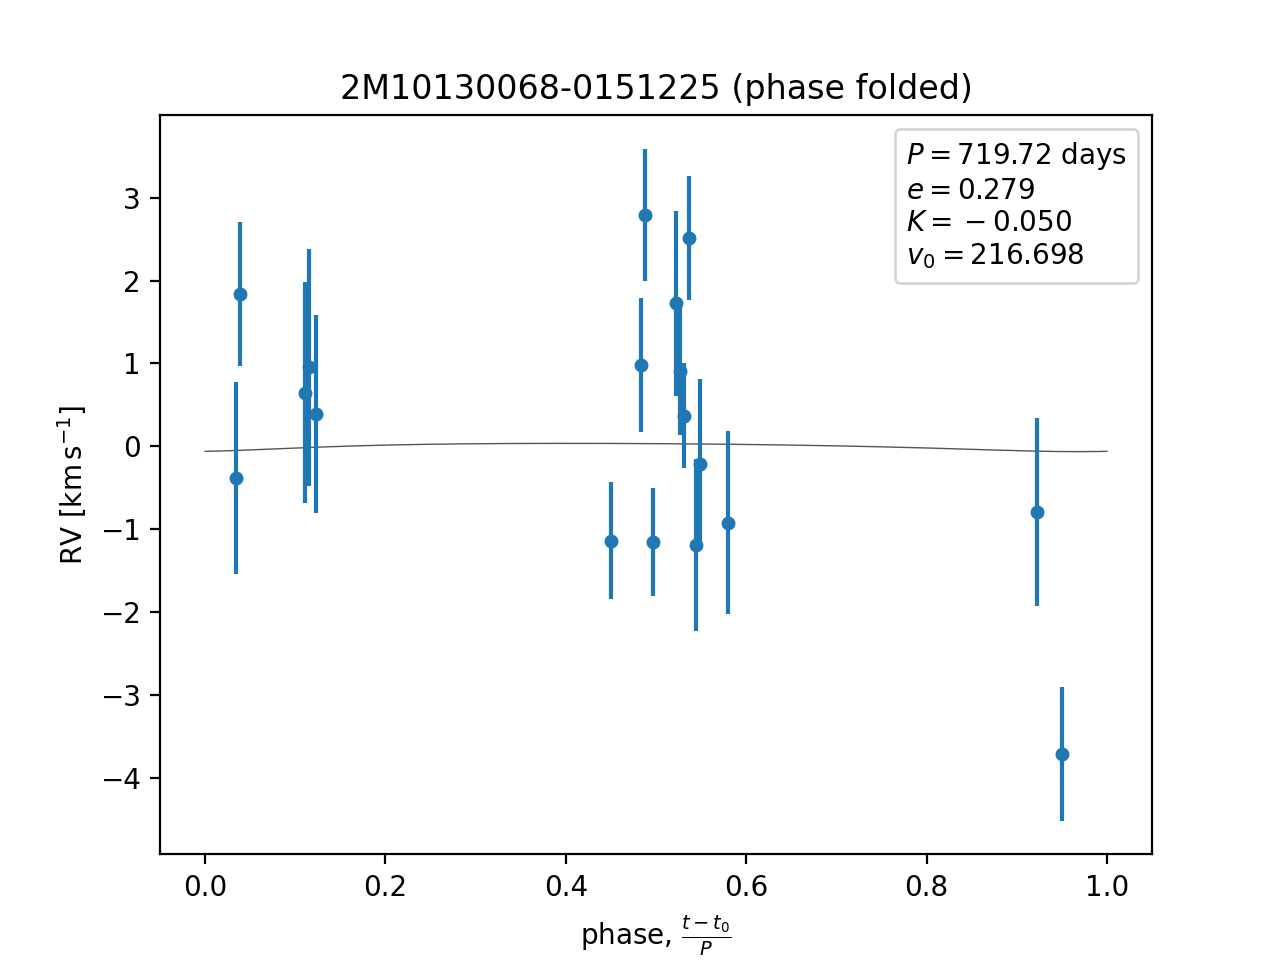 2M10130068-0151225 (phase folded)
P = 719.72 days
e = 0.279
K = −0.050
v₀ = 216.698
RV [km s⁻¹]
3
2
1
0
−1
−2
−3
−4
0.0 0.2 0.4 0.6 0.8 1.0
phase, (t − t₀)/P